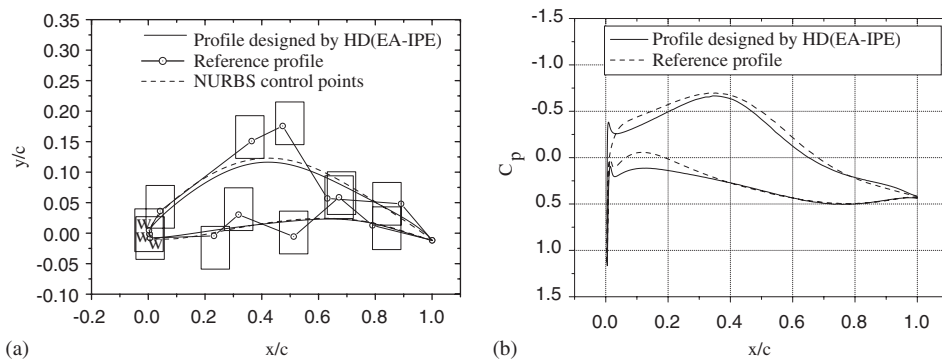 0.35
0.30
0.25
0.20
0.15
0.10
0.05
0.00
-0.05
-0.10
y/c
Profile designed by HD(EA-IPE)
Reference profile
NURBS control points
W
W
W
-0.2 0.0 0.2 0.4 0.6 0.8 1.0
x/c
(a)
-1.5
-1.0
-0.5
0.0
0.5
1.0
1.5
Cp
Profile designed by HD(EA-IPE)
Reference profile
0.0 0.2 0.4 0.6 0.8 1.0
x/c
(b)